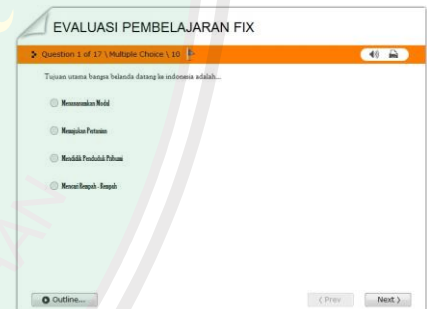 EVALUASI PEMBELAJARAN FIX
Question 1 of 17 \ Multiple Choice \ 10
Tujuan utama bangsa belanda datang ke indonesia adalah...
Menanamkan Modal
Memajukan Pertanian
Mendidik Penduduk Pribumi
Mencari Rempah - Rempah
Outline...
< Prev
Next >